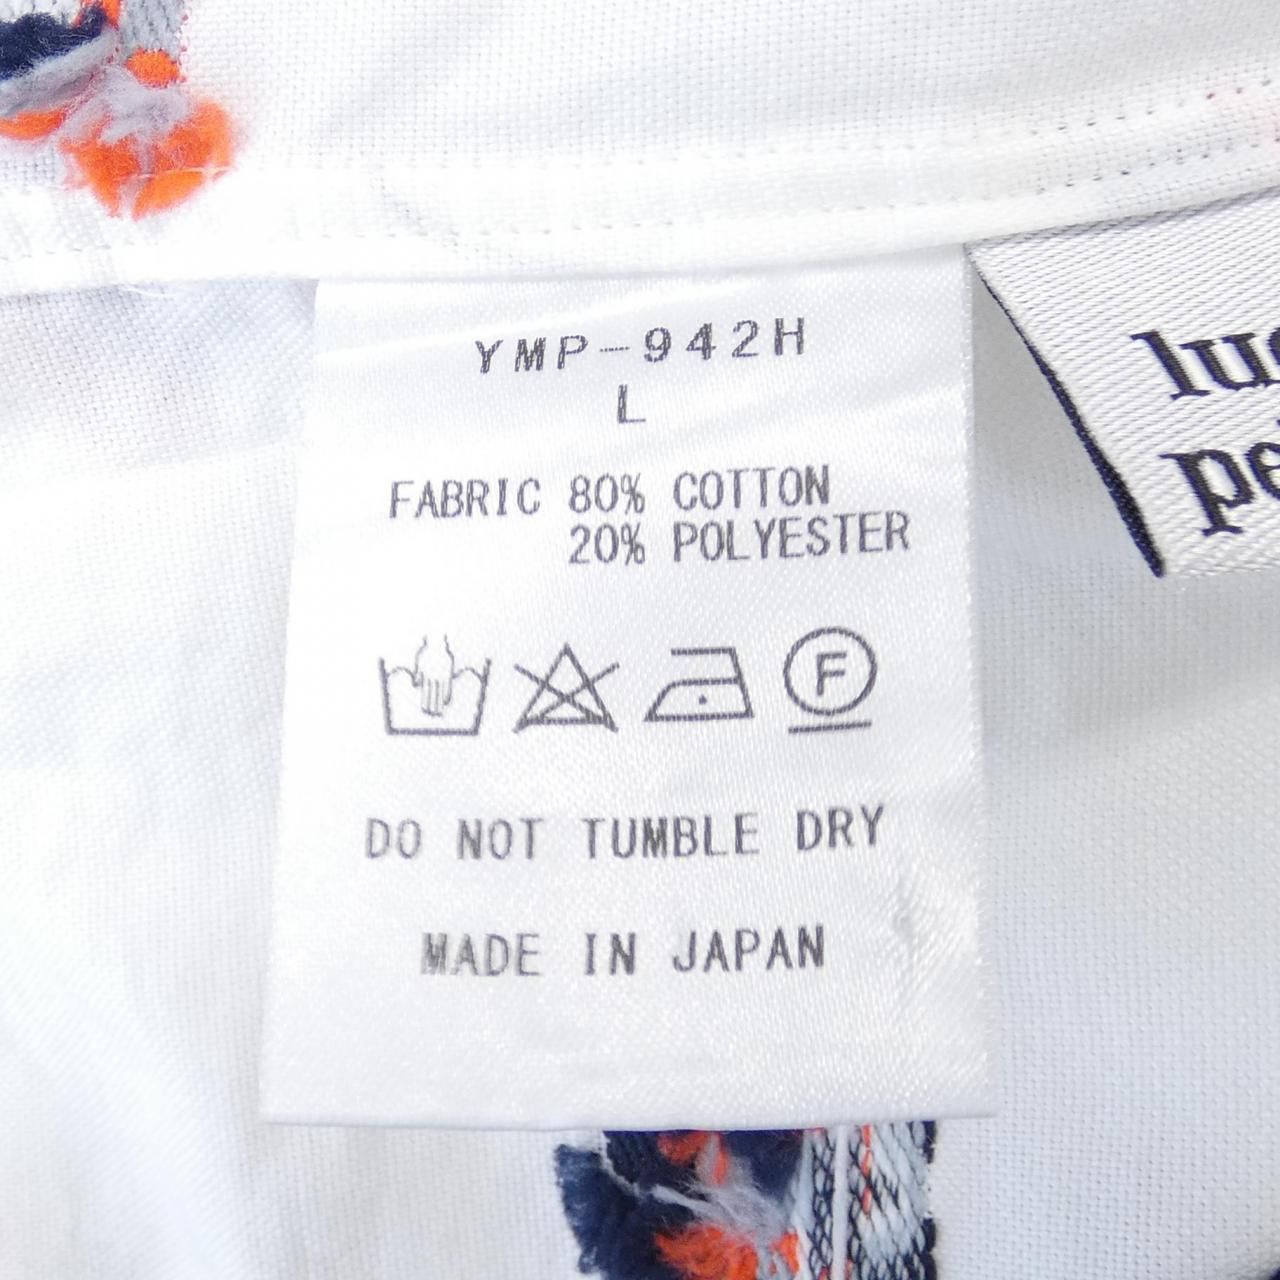 YMP-942H
L
FABRIC 80% COTTON
20% POLYESTER
F
DO NOT TUMBLE DRY
MADE IN JAPAN